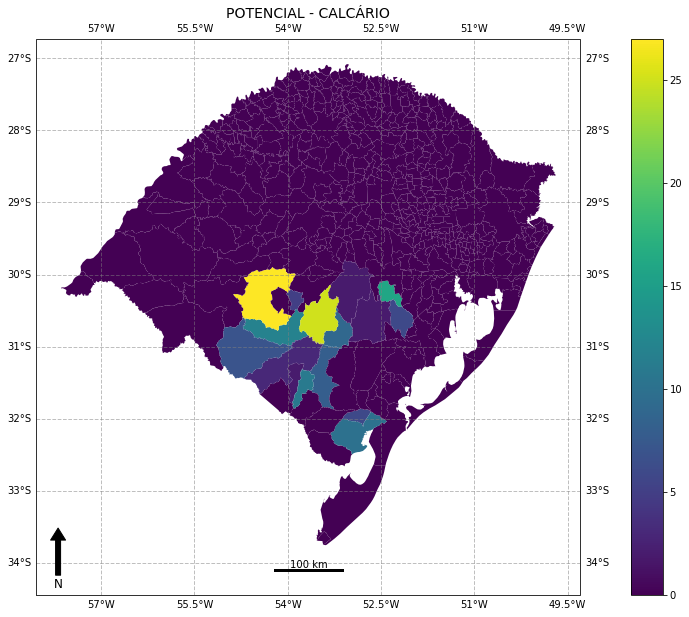 POTENCIAL - CALCÁRIO
57°W 55.5°W 54°W 52.5°W 51°W 49.5°W
27°S 27°S
28°S 28°S
29°S 29°S
30°S 30°S
31°S 31°S
32°S 32°S
33°S 33°S
34°S 34°S
N
100 km
57°W 55.5°W 54°W 52.5°W 51°W 49.5°W
25
20
15
10
5
0